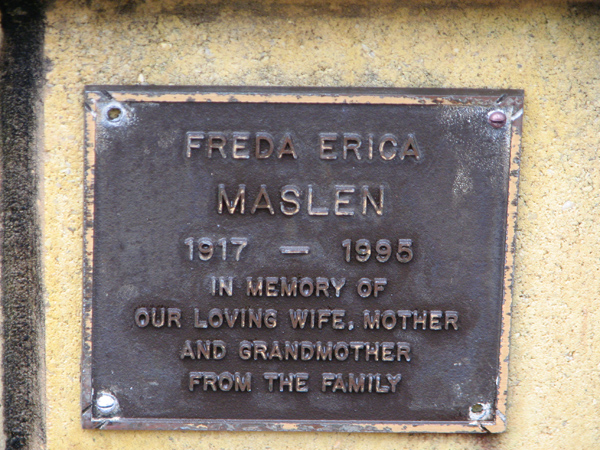 FREDA ERICA
MASLEN
1917 — 1995
IN MEMORY OF
OUR LOVING WIFE, MOTHER
AND GRANDMOTHER
FROM THE FAMILY